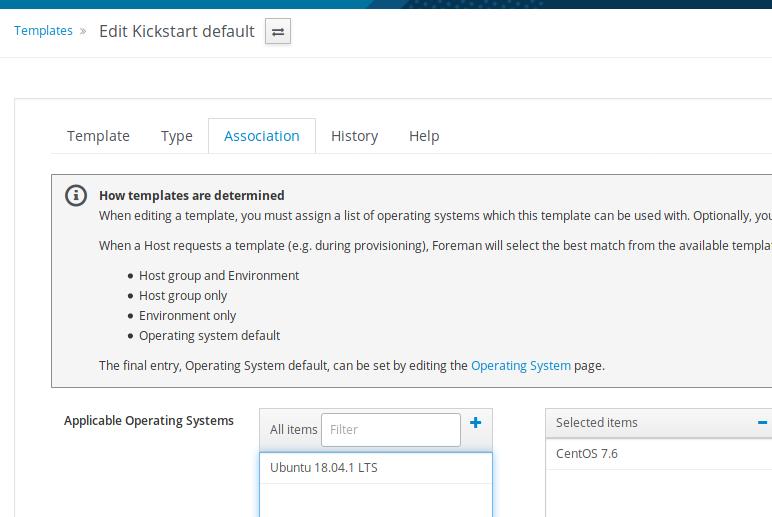 Templates » Edit Kickstart default
Template Type Association History Help
How templates are determined
When editing a template, you must assign a list of operating systems which this template can be used with. Optionally, you
When a Host requests a template (e.g. during provisioning), Foreman will select the best match from the available templa
• Host group and Environment
• Host group only
• Environment only
• Operating system default
The final entry, Operating System default, can be set by editing the Operating System page.
Applicable Operating Systems All items Filter + Selected items −
Ubuntu 18.04.1 LTS CentOS 7.6